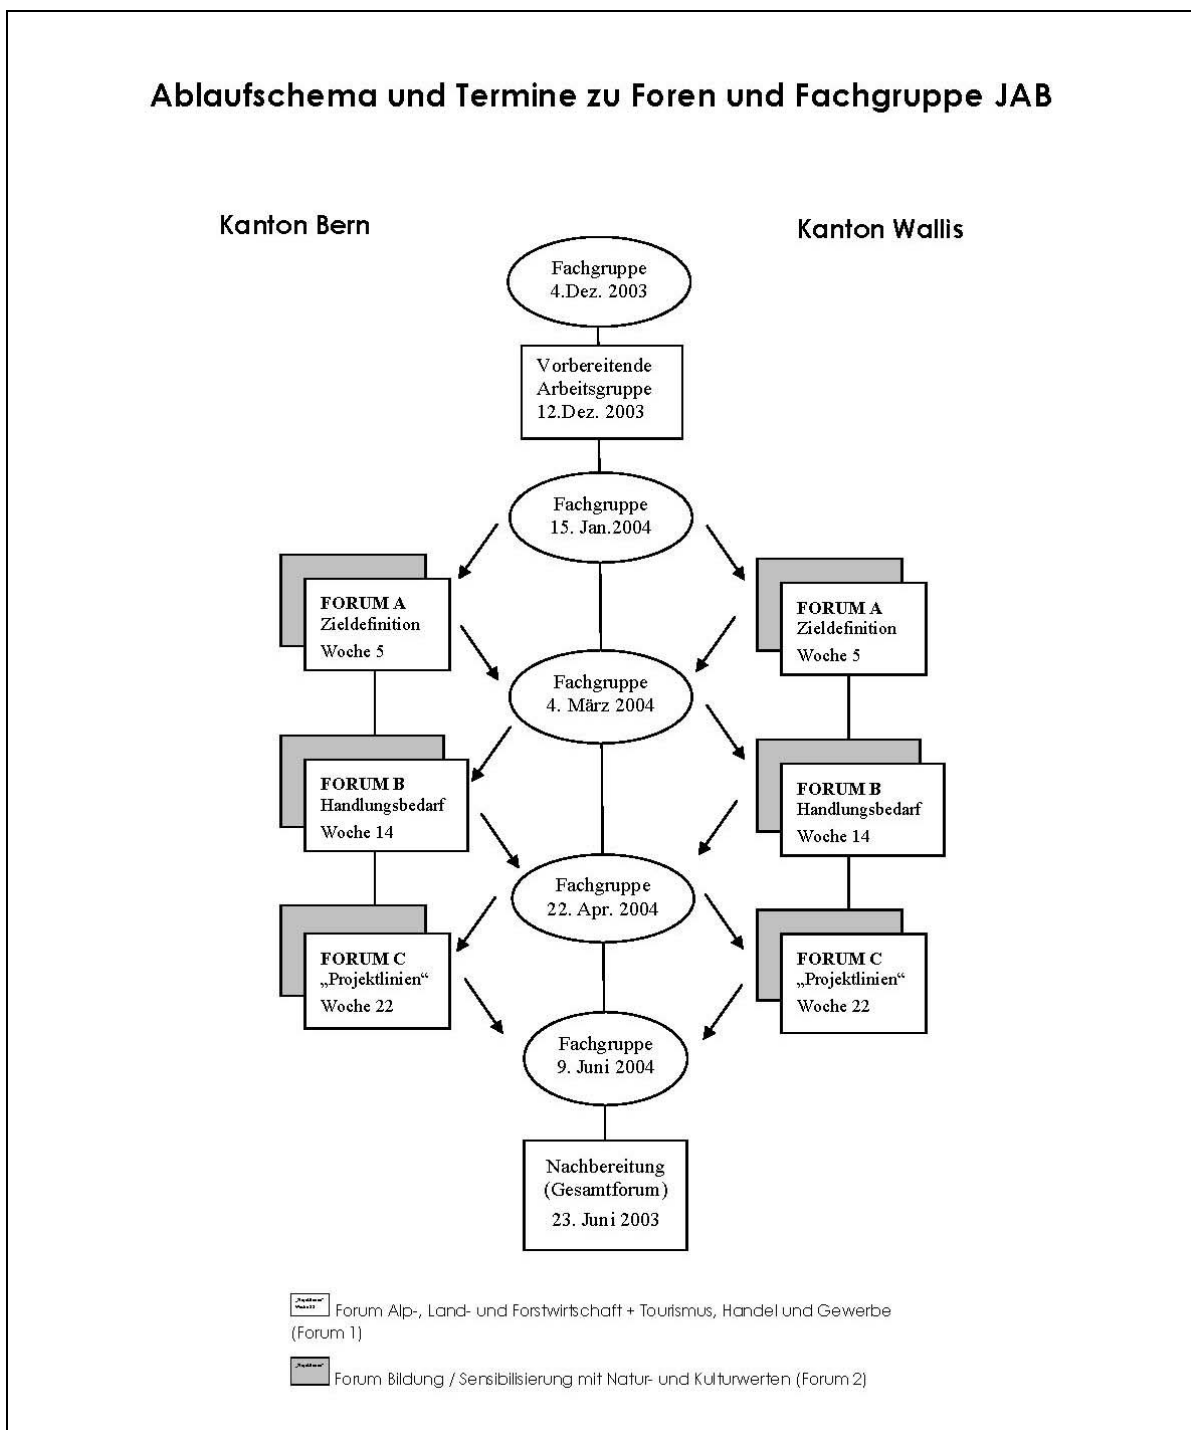 Ablaufschema und Termine zu Foren und Fachgruppe JAB
Kanton Bern
Kanton Wallis
Fachgruppe
4.Dez. 2003
Vorbereitende
Arbeitsgruppe
12.Dez. 2003
Fachgruppe
15. Jan.2004
FORUM A
Zieldefinition
Woche 5
FORUM A
Zieldefinition
Woche 5
Fachgruppe
4. März 2004
FORUM B
Handlungsbedarf
Woche 14
FORUM B
Handlungsbedarf
Woche 14
Fachgruppe
22. Apr. 2004
FORUM C
„Projektlinien“
Woche 22
FORUM C
„Projektlinien“
Woche 22
Fachgruppe
9. Juni 2004
Nachbereitung
(Gesamtforum)
23. Juni 2003
Forum Alp-, Land- und Forstwirtschaft + Tourismus, Handel und Gewerbe
(Forum 1)
Forum Bildung / Sensibilisierung mit Natur- und Kulturwerten (Forum 2)